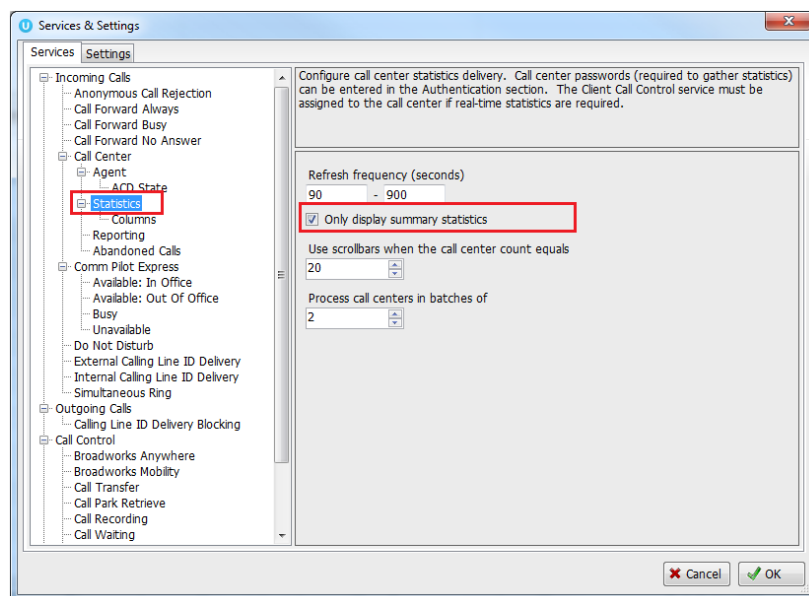 Services & Settings
Services Settings
Incoming Calls
Anonymous Call Rejection
Call Forward Always
Call Forward Busy
Call Forward No Answer
Call Center
Agent
ACD State
Statistics
Columns
Reporting
Abandoned Calls
Comm Pilot Express
Available: In Office
Available: Out Of Office
Busy
Unavailable
Do Not Disturb
External Calling Line ID Delivery
Internal Calling Line ID Delivery
Simultaneous Ring
Outgoing Calls
Calling Line ID Delivery Blocking
Call Control
Broadworks Anywhere
Broadworks Mobility
Call Transfer
Call Park Retrieve
Call Recording
Call Waiting
Configure call center statistics delivery. Call center passwords (required to gather statistics)
can be entered in the Authentication section. The Client Call Control service must be
assigned to the call center if real-time statistics are required.
Refresh frequency (seconds)
90 - 900
Only display summary statistics
Use scrollbars when the call center count equals
20
Process call centers in batches of
2
Cancel OK